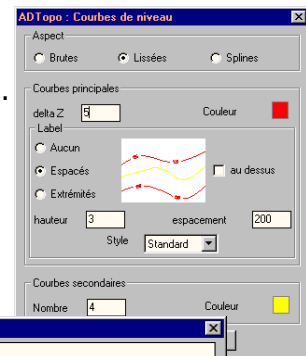 ADTopo : Courbes de niveau
Aspect
Brutes Lissées Splines
Courbes principales
delta Z 5 Couleur
Label
Aucun
Espacés au dessus
Extrémités
hauteur 3 espacement 200
Style Standard
Courbes secondaires
Nombre 4 Couleur